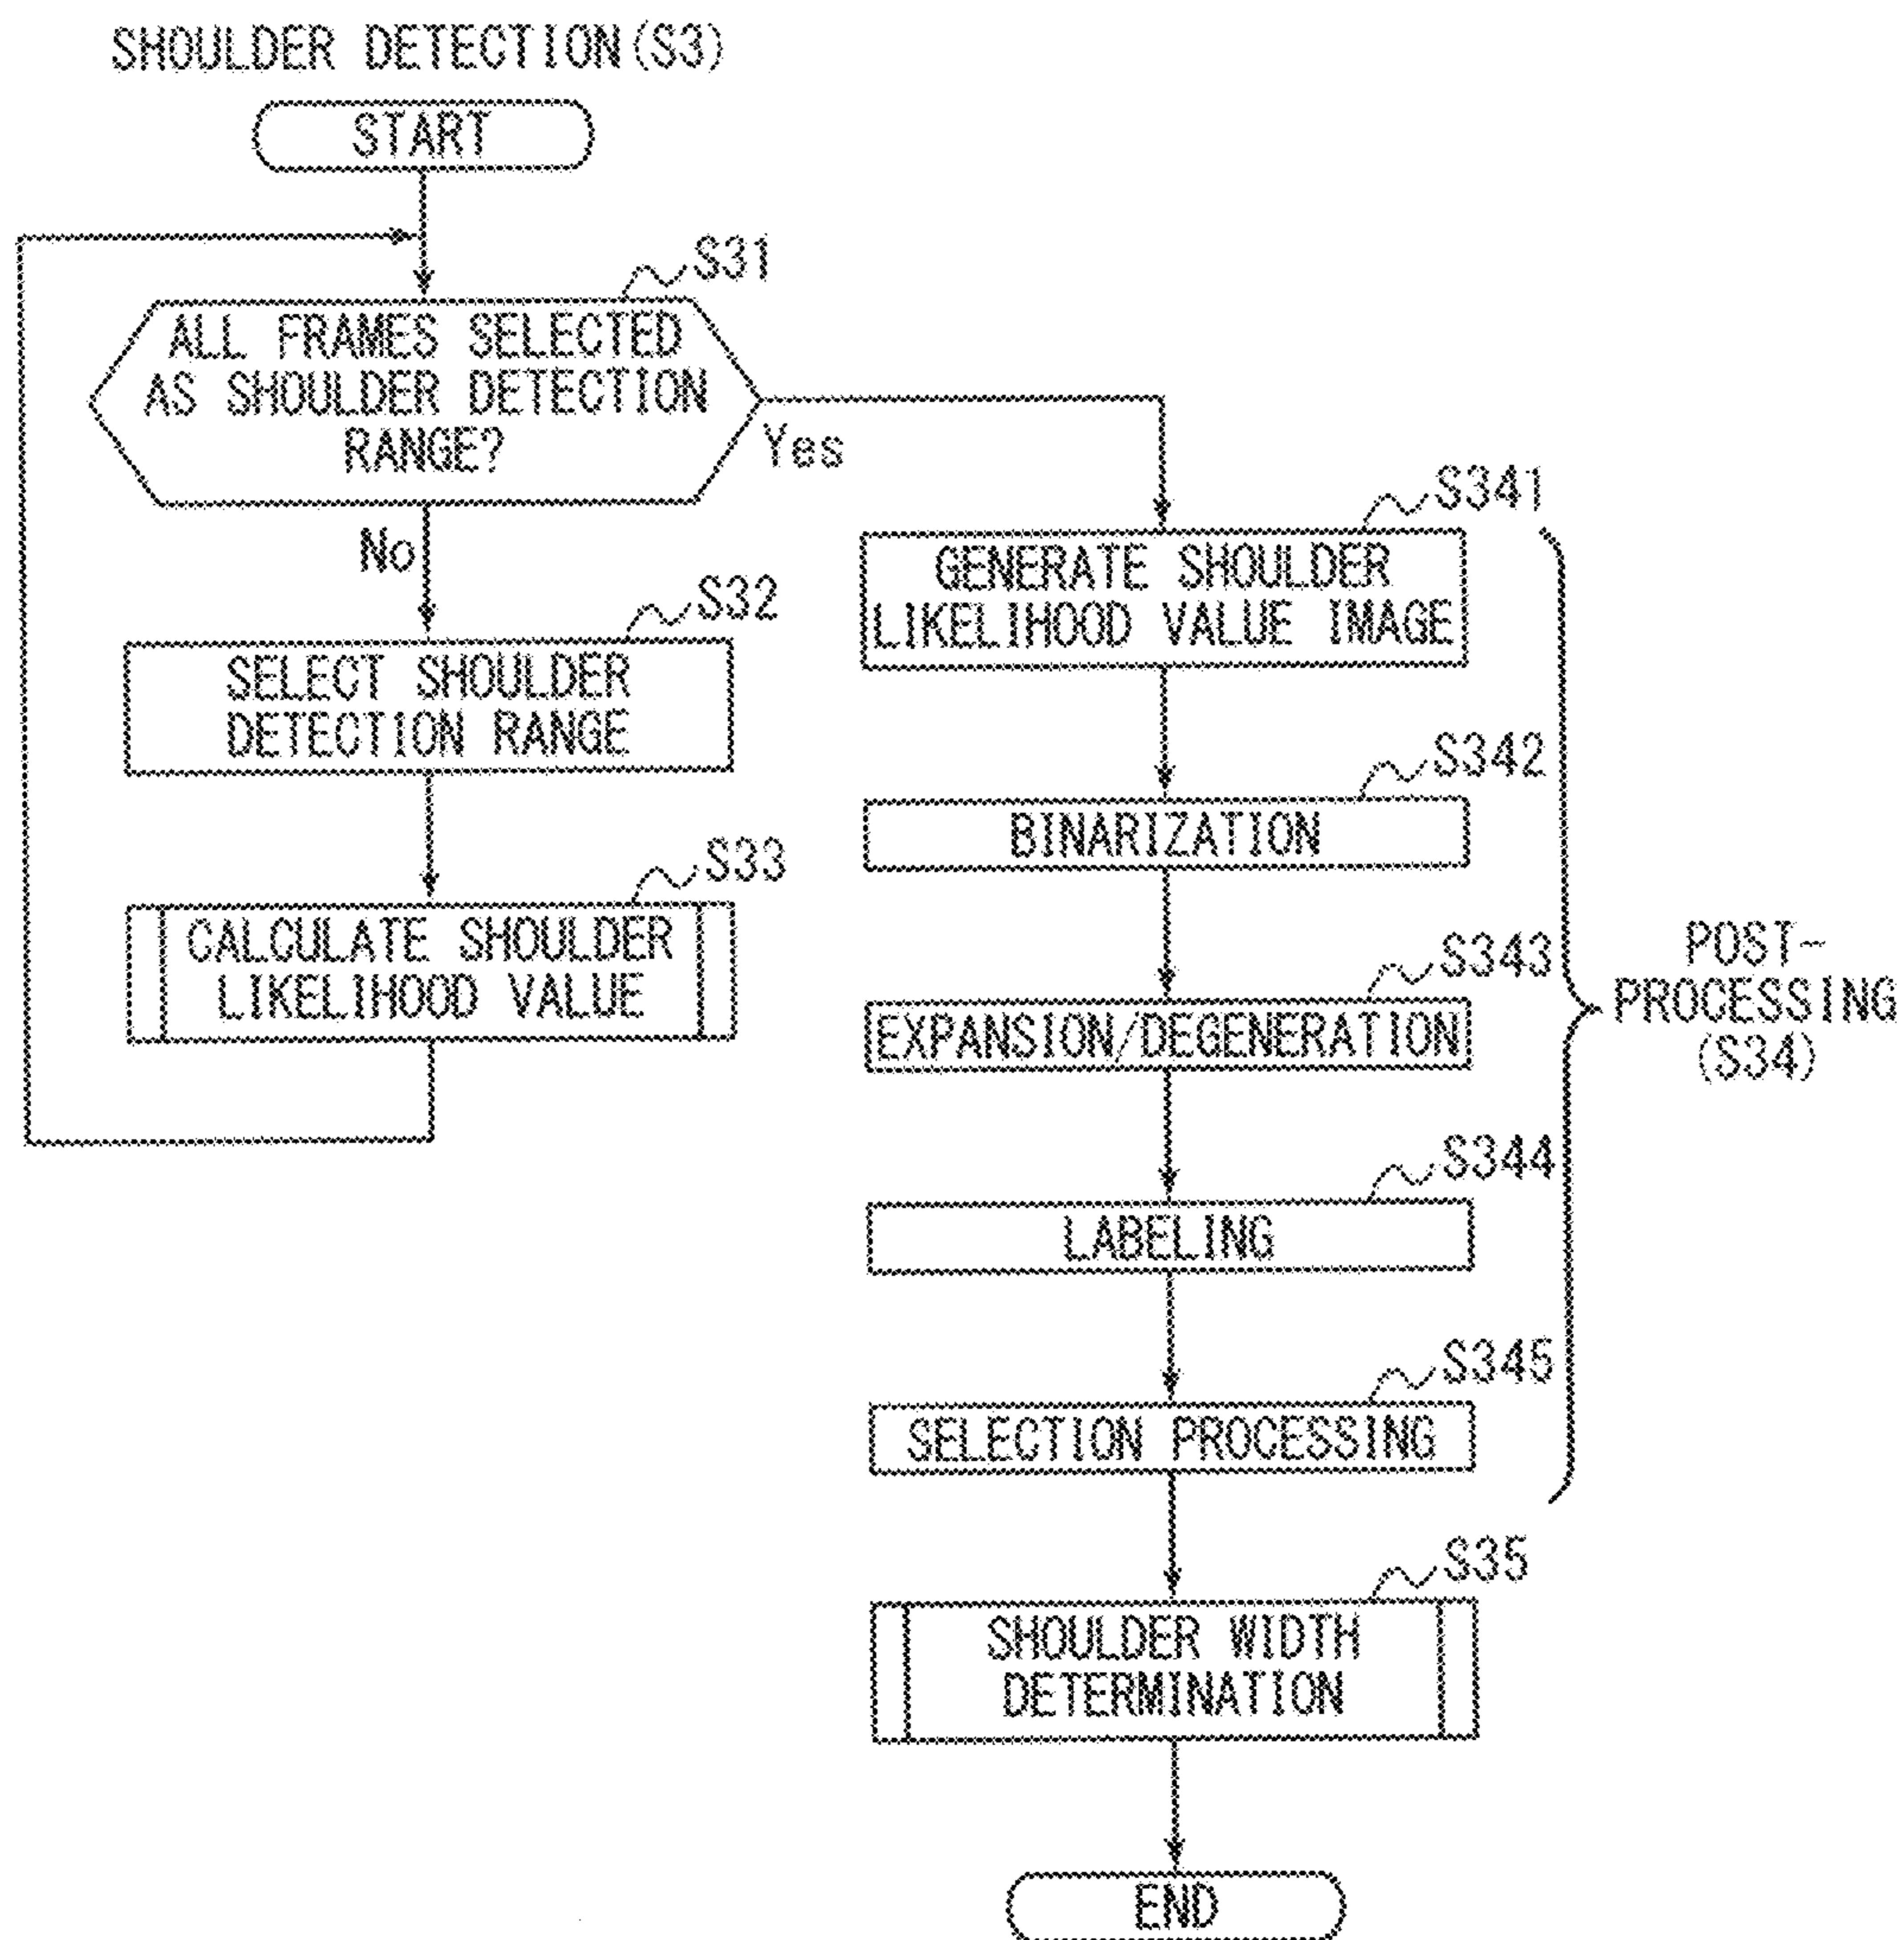 SHOULDER DETECTION(S3)
START
S31
ALL FRAMES SELECTED
AS SHOULDER DETECTION
RANGE?
Yes
No
S32
SELECT SHOULDER
DETECTION RANGE
S33
CALCULATE SHOULDER
LIKELIHOOD VALUE
S341
GENERATE SHOULDER
LIKELIHOOD VALUE IMAGE
S342
BINARIZATION
S343
EXPANSION/DEGENERATION
S344
LABELING
S345
SELECTION PROCESSING
POST-
PROCESSING
(S34)
S35
SHOULDER WIDTH
DETERMINATION
END